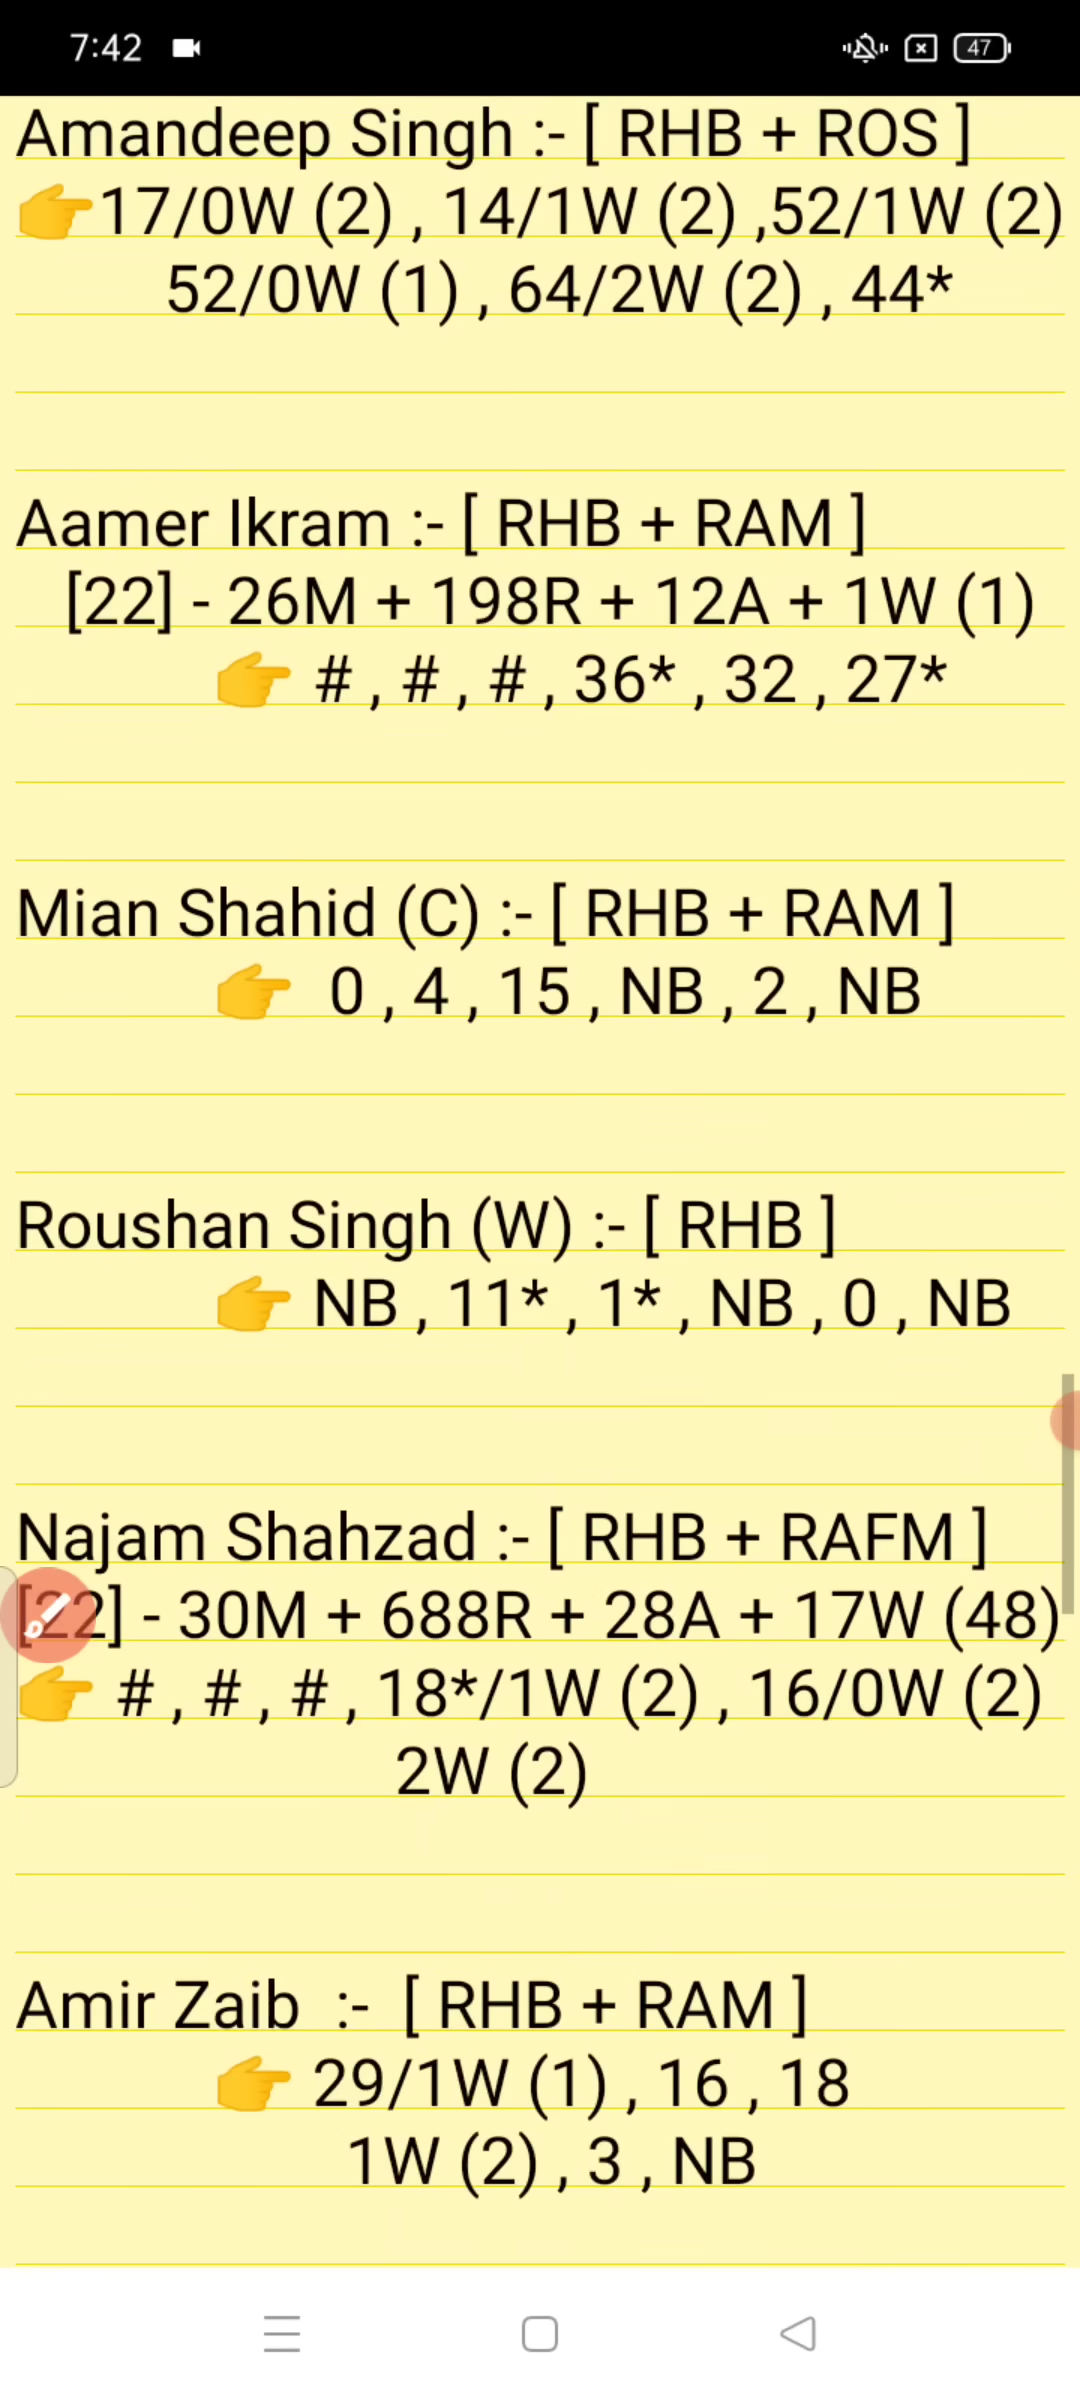 7:42
47
Amandeep Singh :- [ RHB + ROS ]
👉17/0W (2) , 14/1W (2) ,52/1W (2)
52/0W (1) , 64/2W (2) , 44*
Aamer Ikram :- [ RHB + RAM ]
[22] - 26M + 198R + 12A + 1W (1)
👉 # , # , # , 36* , 32 , 27*
Mian Shahid (C) :- [ RHB + RAM ]
👉 0 , 4 , 15 , NB , 2 , NB
Roushan Singh (W) :- [ RHB ]
👉 NB , 11* , 1* , NB , 0 , NB
Najam Shahzad :- [ RHB + RAFM ]
[22] - 30M + 688R + 28A + 17W (48)
👉 # , # , # , 18*/1W (2) , 16/0W (2)
2W (2)
Amir Zaib :- [ RHB + RAM ]
👉 29/1W (1) , 16 , 18
1W (2) , 3 , NB